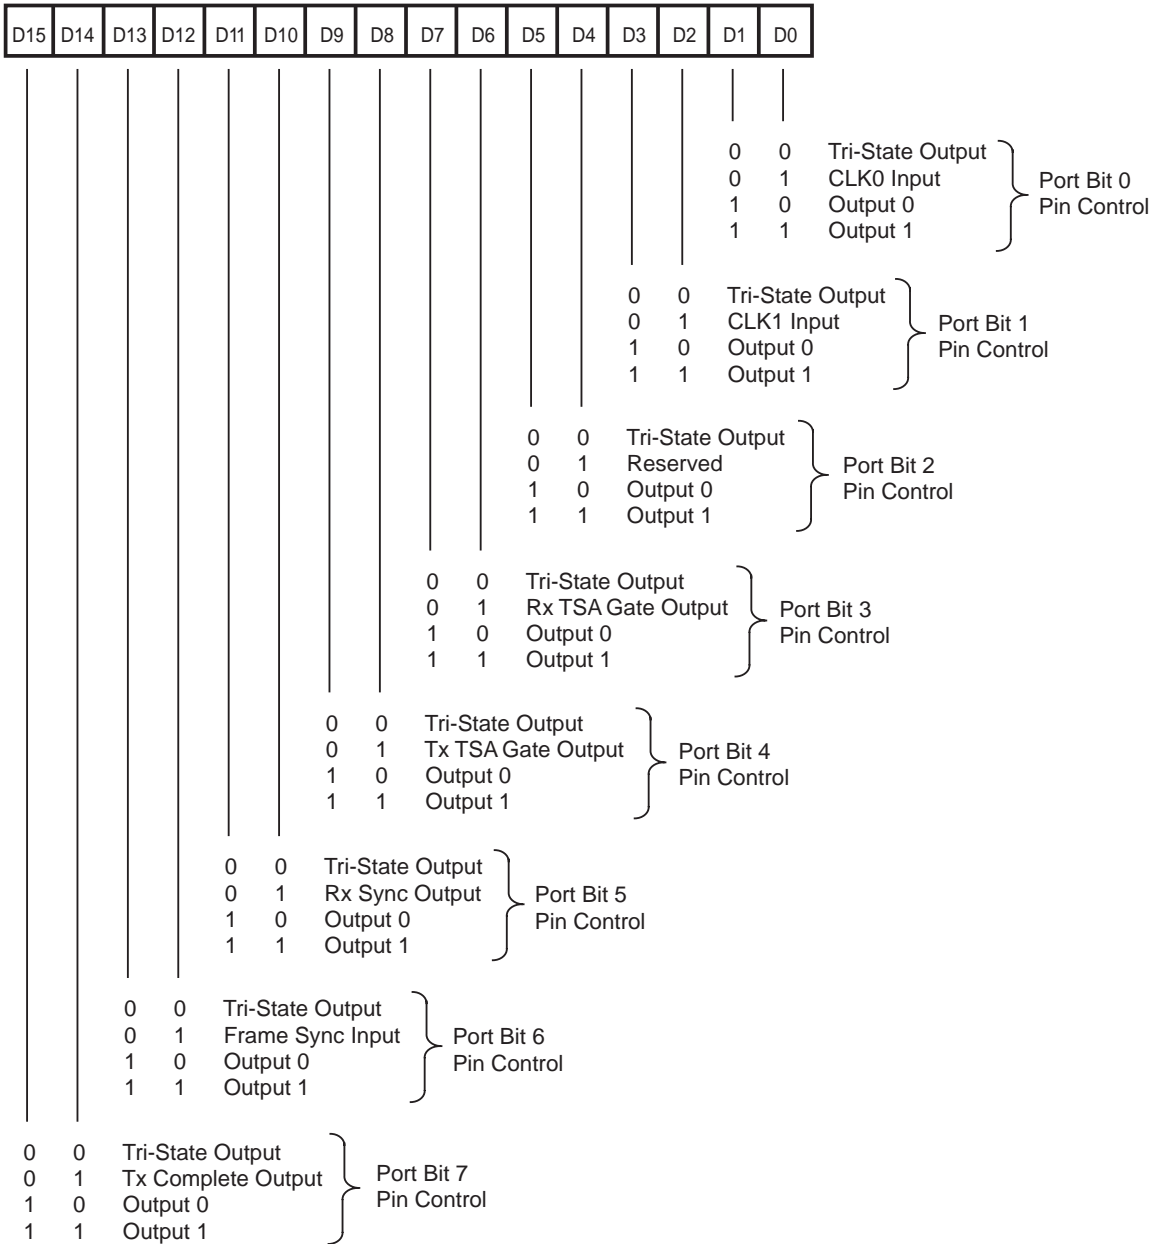 D15 D14 D13 D12 D11 D10 D9 D8 D7 D6 D5 D4 D3 D2 D1 D0
0 0 Tri-State Output
0 1 CLK0 Input
1 0 Output 0
1 1 Output 1
Port Bit 0
Pin Control
0 0 Tri-State Output
0 1 CLK1 Input
1 0 Output 0
1 1 Output 1
Port Bit 1
Pin Control
0 0 Tri-State Output
0 1 Reserved
1 0 Output 0
1 1 Output 1
Port Bit 2
Pin Control
0 0 Tri-State Output
0 1 Rx TSA Gate Output
1 0 Output 0
1 1 Output 1
Port Bit 3
Pin Control
0 0 Tri-State Output
0 1 Tx TSA Gate Output
1 0 Output 0
1 1 Output 1
Port Bit 4
Pin Control
0 0 Tri-State Output
0 1 Rx Sync Output
1 0 Output 0
1 1 Output 1
Port Bit 5
Pin Control
0 0 Tri-State Output
0 1 Frame Sync Input
1 0 Output 0
1 1 Output 1
Port Bit 6
Pin Control
0 0 Tri-State Output
0 1 Tx Complete Output
1 0 Output 0
1 1 Output 1
Port Bit 7
Pin Control